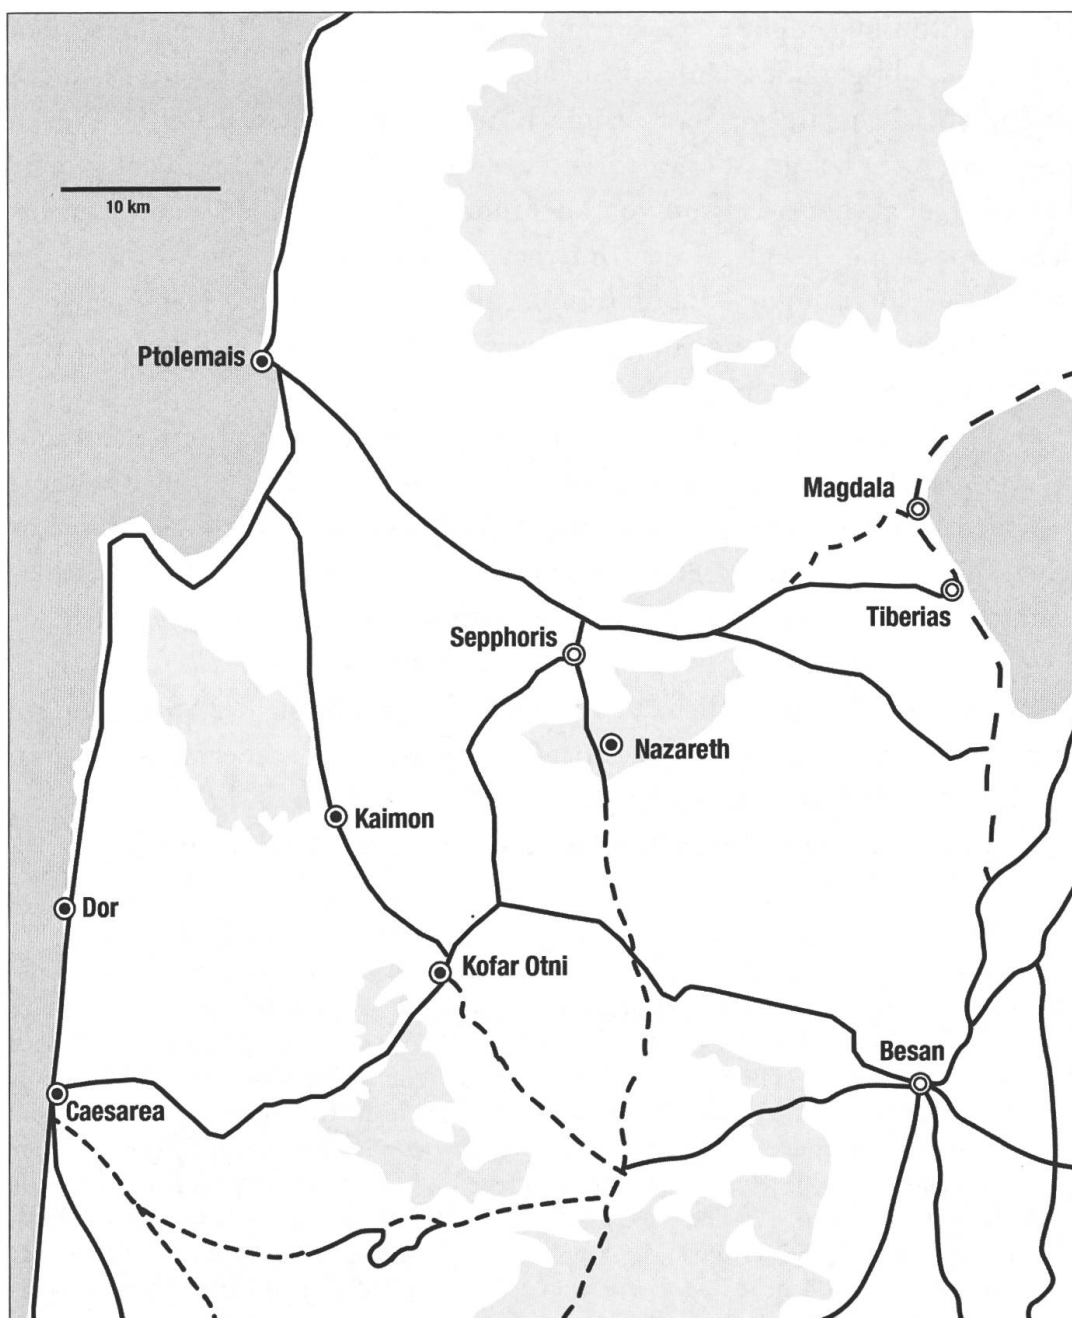 10 km
Ptolemais
Magdala
Tiberias
Sepphoris
Nazareth
Kaimon
Dor
Kofar Otni
Besan
Caesarea